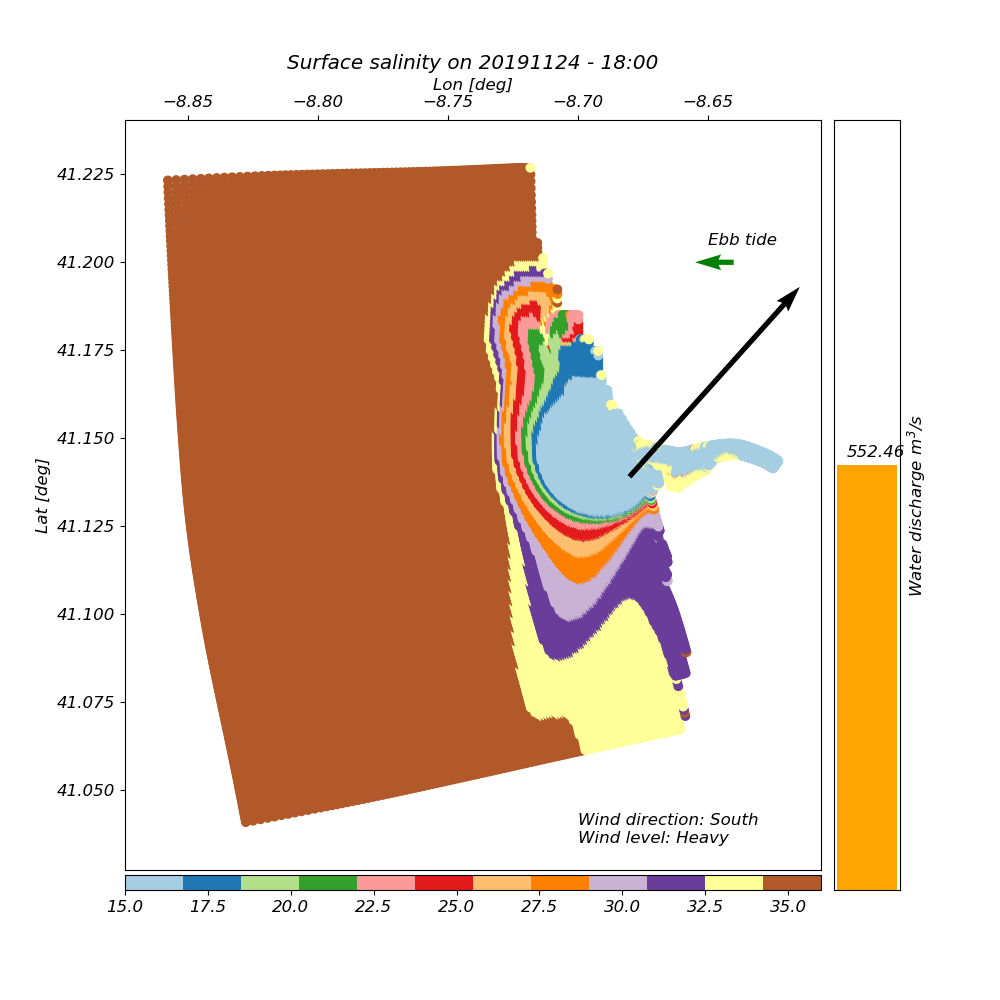 Surface salinity on 20191124 - 18:00
Lon [deg]
−8.85 −8.80 −8.75 −8.70 −8.65
41.225
41.200
41.175
41.150
41.125
41.100
41.075
41.050
Lat [deg]
Ebb tide
Wind direction: South
Wind level: Heavy
552.46
Water discharge m³/s
15.0 17.5 20.0 22.5 25.0 27.5 30.0 32.5 35.0